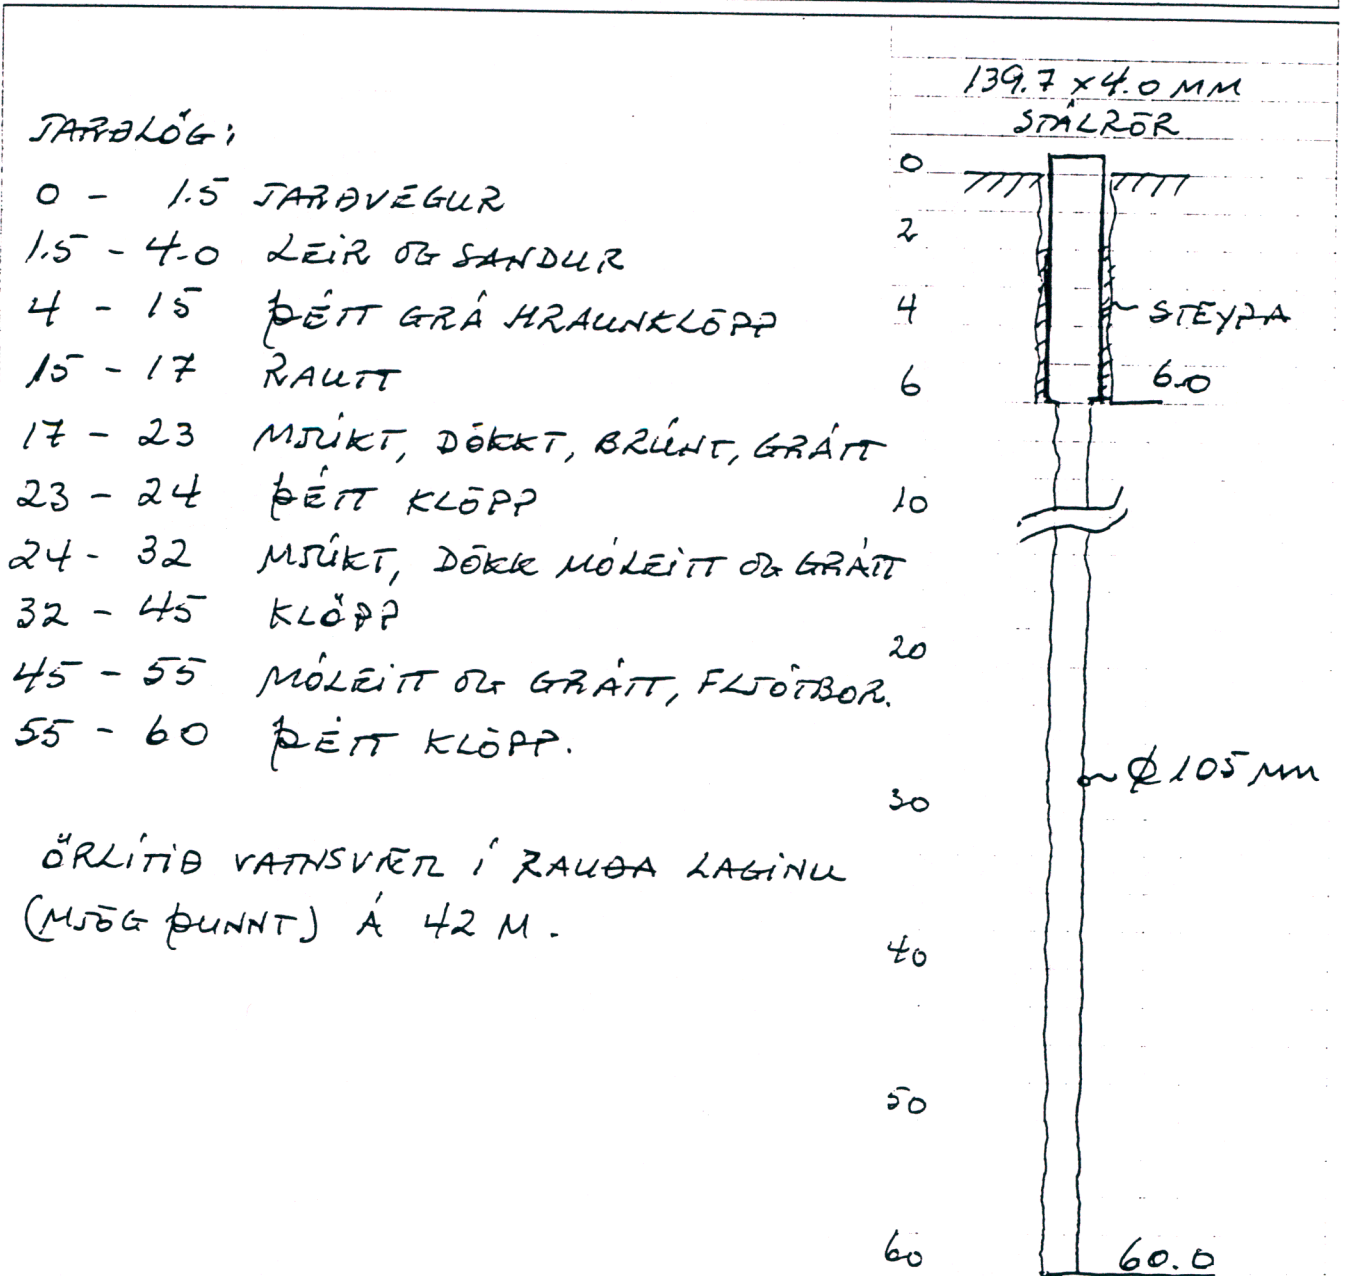 JARÐLÖG:
0 - 1.5 JARÐVEGUR
1.5 - 4.0 LEIR OG SANDUR
4 - 15 ÞÉTT GRÁ HRAUNKLÖPP
15 - 17 RAUTT
17 - 23 MJÚKT, DÖKKT, BRÚNT, GRÁTT
23 - 24 ÞÉTT KLÖPP
24 - 32 MJÚKT, DÖKK MÓLEITT OG GRÁTT
32 - 45 KLÖPP
45 - 55 MÓLEITT OG GRÁTT, FLJÓTBOR.
55 - 60 ÞÉTT KLÖPP.
ÖRLÍTIÐ VATNSVÆTL Í RAUÐA LAGINU
(MJÖG ÞUNNT) Á 42 M.
139.7 x 4.0 MM
STÁLRÖR
0
2
4
STEYPA
6
6.0
10
20
Ø 105 MM
30
40
50
60
60.0